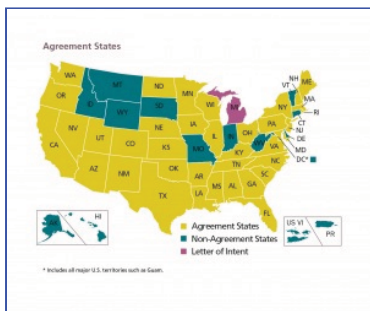 Agreement States
WA
MT
ND
MN
OR
ID
WY
SD
WI
MI
NY
VT
NH
ME
MA
RI
CT
NJ
DE
MD
DC*
NV
UT
CO
NE
IA
IL
IN
OH
PA
WV
VA
CA
AZ
NM
KS
MO
KY
NC
TN
SC
OK
AR
TX
LA
MS
AL
GA
FL
HI
US VI
PR
Agreement States
Non-Agreement States
Letter of Intent
* Includes all major U.S. territories such as Guam.